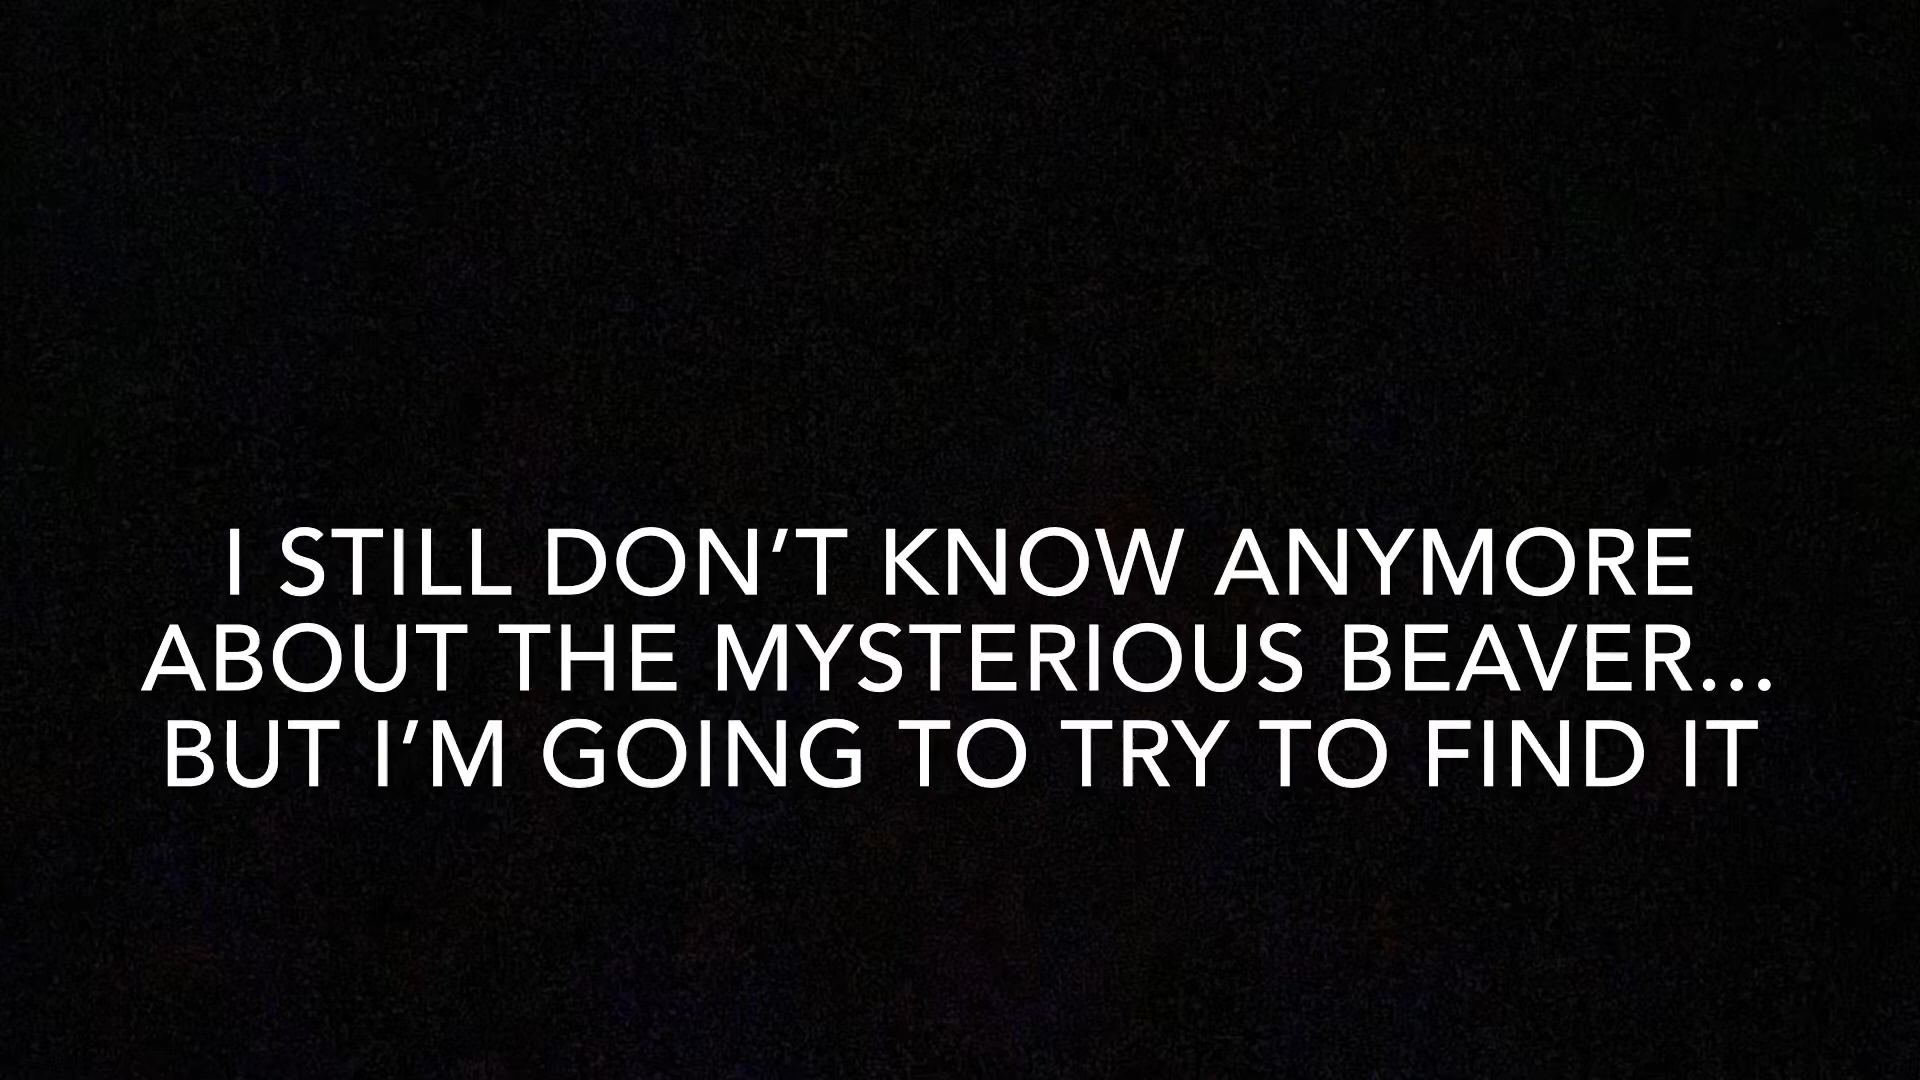 I STILL DON’T KNOW ANYMORE
ABOUT THE MYSTERIOUS BEAVER...
BUT I’M GOING TO TRY TO FIND IT